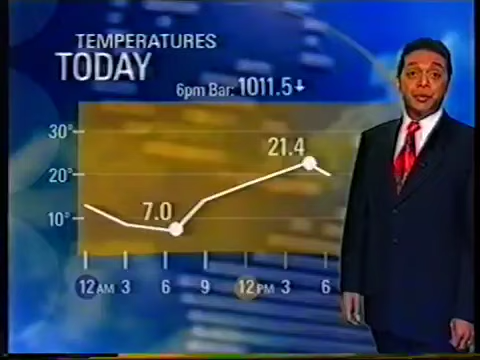 TEMPERATURES
TODAY
6pm Bar: 1011.5↓
30°
21.4
20°
7.0
10°
12AM 3 6 9 12PM 3 6